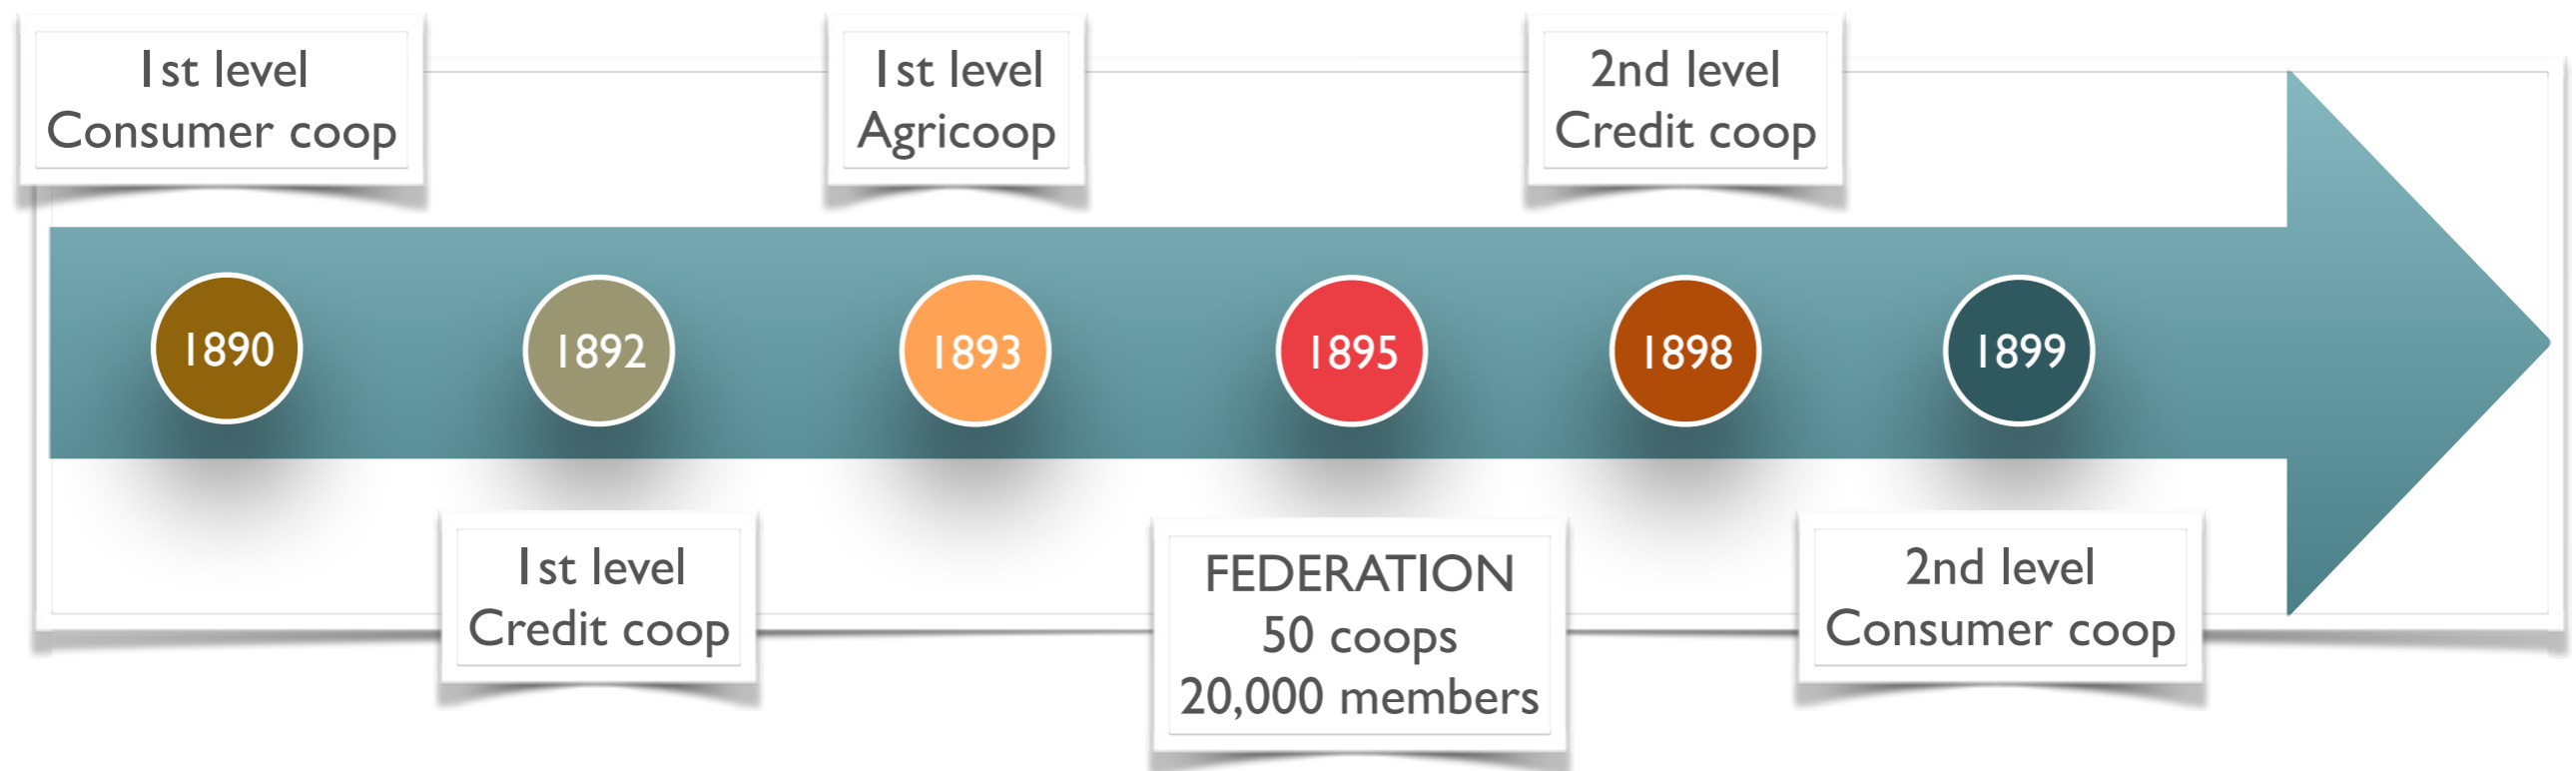 1st level
Consumer coop
1st level
Agricoop
2nd level
Credit coop
1890
1892
1893
1895
1898
1899
1st level
Credit coop
FEDERATION
50 coops
20,000 members
2nd level
Consumer coop